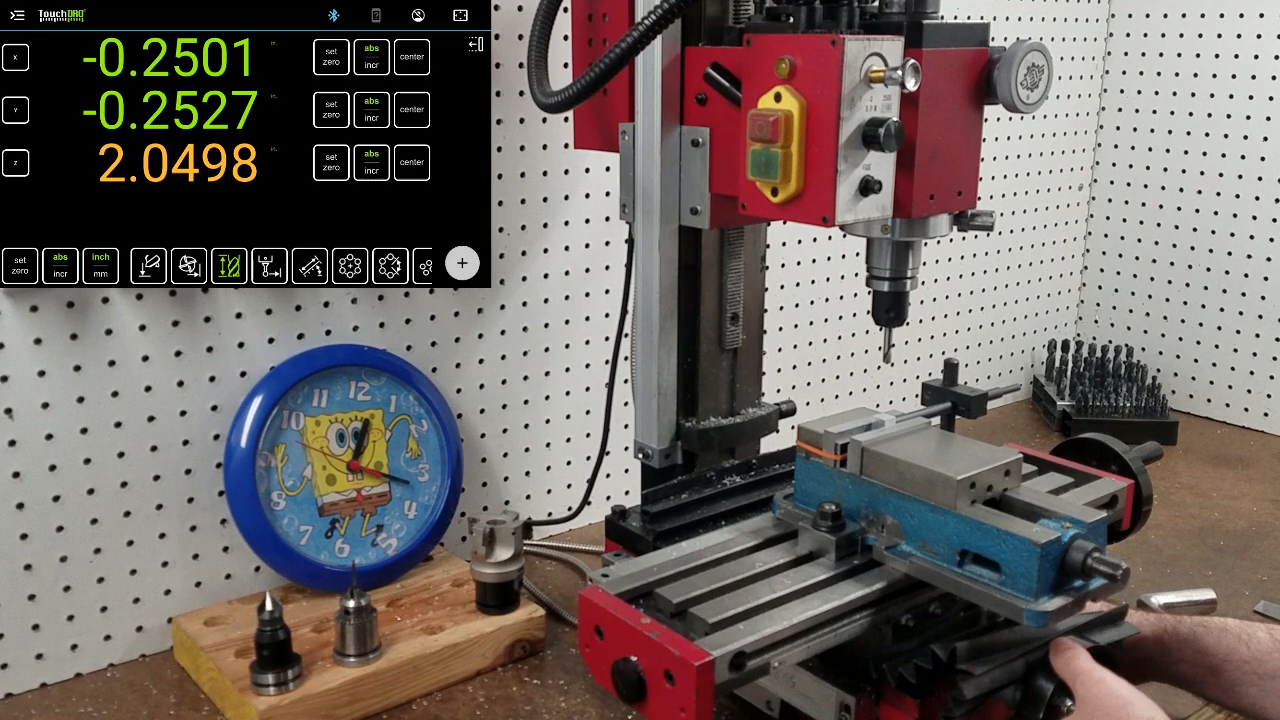 TouchDRO
X -0.2501 in. set zero abs incr center
Y -0.2527 in. set zero abs incr center
Z 2.0498 in. set zero abs incr center
set zero abs incr inch mm +
12
11 1
10 2
3
8 4
7 6 5